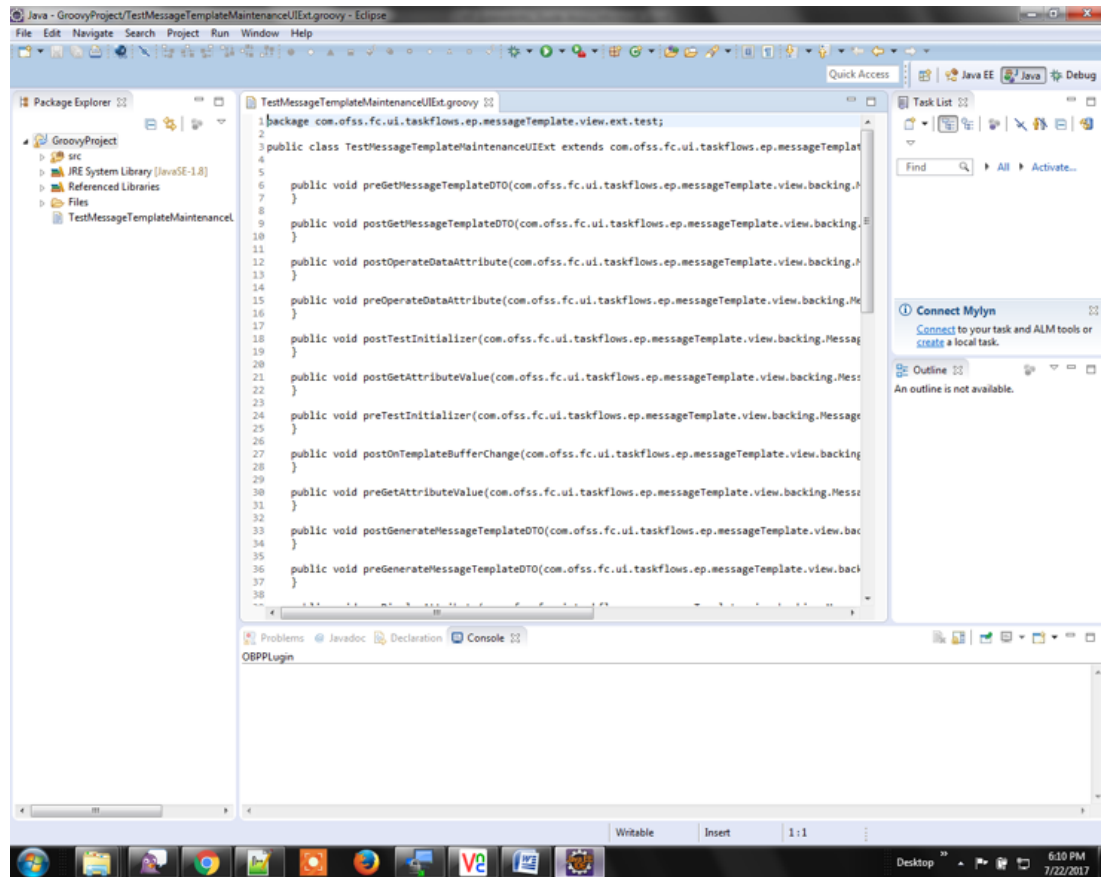 Java - GroovyProject/TestMessageTemplateMaintenanceUIExt.groovy - Eclipse
File Edit Navigate Search Project Run Window Help
Quick Access
Java EE
Java
Debug
Package Explorer
GroovyProject
src
JRE System Library [JavaSE-1.8]
Referenced Libraries
Files
TestMessageTemplateMaintenanceU
TestMessageTemplateMaintenanceUIExt.groovy
1 package com.ofss.fc.ui.taskflows.ep.messageTemplate.view.ext.test;
2
3 public class TestMessageTemplateMaintenanceUIExt extends com.ofss.fc.ui.taskflows.ep.messageTemplat
4
5
6 public void preGetMessageTemplateDTO(com.ofss.fc.ui.taskflows.ep.messageTemplate.view.backing.M
7 }
8
9 public void postGetMessageTemplateDTO(com.ofss.fc.ui.taskflows.ep.messageTemplate.view.backing.
10 }
11
12 public void postOperateDataAttribute(com.ofss.fc.ui.taskflows.ep.messageTemplate.view.backing.M
13 }
14
15 public void preOperateDataAttribute(com.ofss.fc.ui.taskflows.ep.messageTemplate.view.backing.Me
16 }
17
18 public void postTestInitializer(com.ofss.fc.ui.taskflows.ep.messageTemplate.view.backing.Messag
19 }
20
21 public void postGetAttributeValue(com.ofss.fc.ui.taskflows.ep.messageTemplate.view.backing.Mess
22 }
23
24 public void preTestInitializer(com.ofss.fc.ui.taskflows.ep.messageTemplate.view.backing.Message
25 }
26
27 public void postOnTemplateBufferChange(com.ofss.fc.ui.taskflows.ep.messageTemplate.view.backing
28 }
29
30 public void preGetAttributeValue(com.ofss.fc.ui.taskflows.ep.messageTemplate.view.backing.Messa
31 }
32
33 public void postGenerateMessageTemplateDTO(com.ofss.fc.ui.taskflows.ep.messageTemplate.view.bac
34 }
35
36 public void preGenerateMessageTemplateDTO(com.ofss.fc.ui.taskflows.ep.messageTemplate.view.back
37 }
38
Task List
Find
All
Activate...
Connect Mylyn
Connect to your task and ALM tools or
create a local task.
Outline
An outline is not available.
Problems
Javadoc
Declaration
Console
OBPPLugin
Writable
Insert
1 : 1
Desktop
6:10 PM
7/22/2017